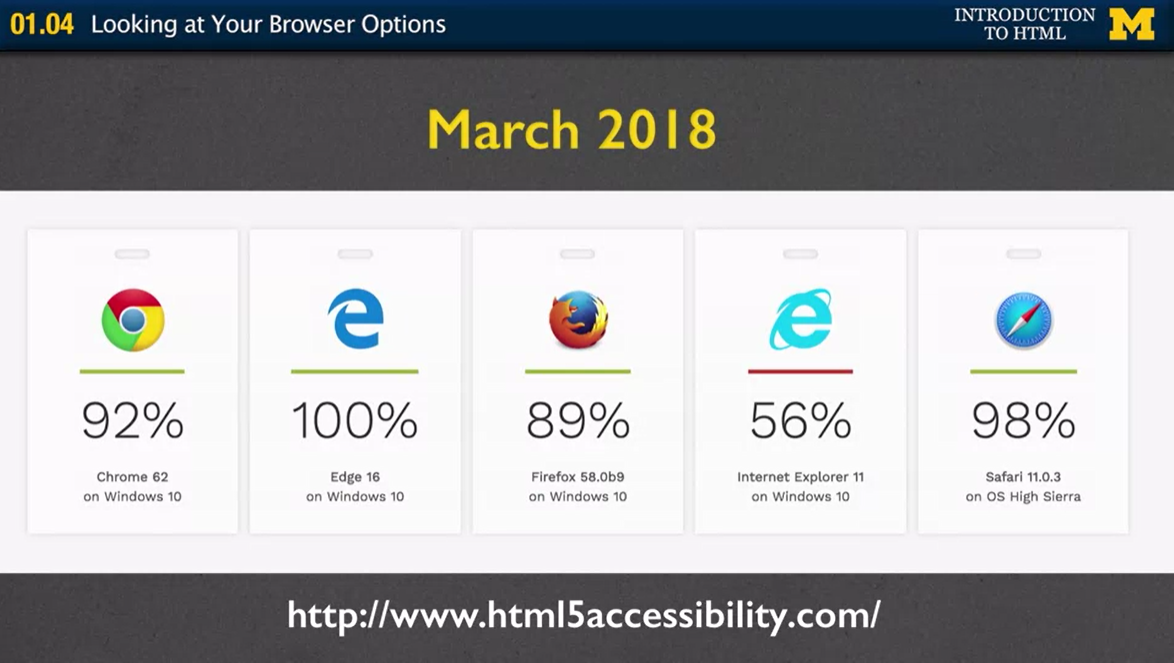 01.04 Looking at Your Browser Options
INTRODUCTION
TO HTML
M
March 2018
92%
Chrome 62
on Windows 10
100%
Edge 16
on Windows 10
89%
Firefox 58.0b9
on Windows 10
56%
Internet Explorer 11
on Windows 10
98%
Safari 11.0.3
on OS High Sierra
http://www.html5accessibility.com/